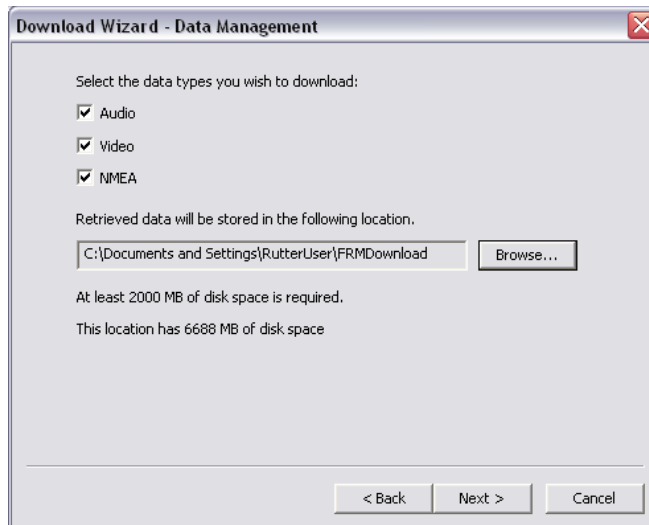 Download Wizard - Data Management
Select the data types you wish to download:
Audio
Video
NMEA
Retrieved data will be stored in the following location.
C:\Documents and Settings\RutterUser\FRMDownload
Browse...
At least 2000 MB of disk space is required.
This location has 6688 MB of disk space
< Back Next > Cancel